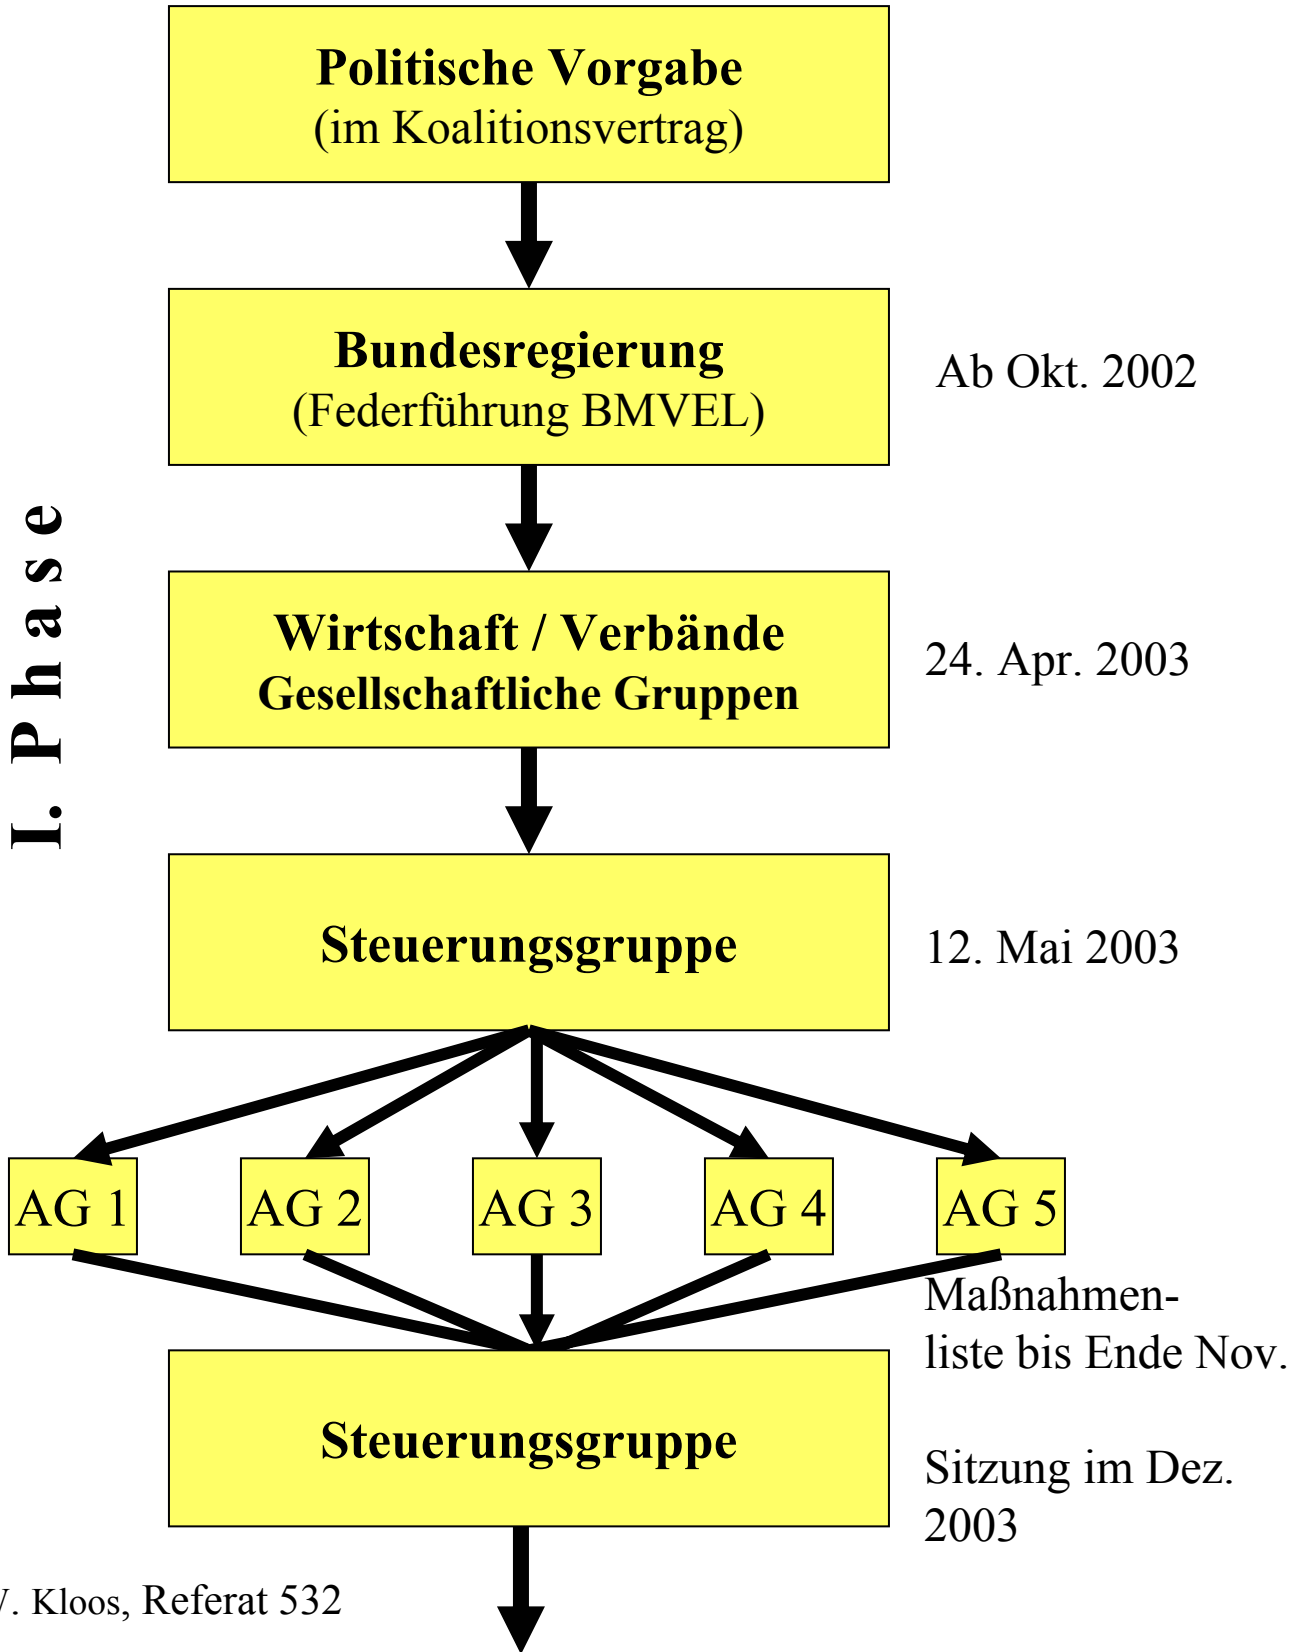 Politische Vorgabe
(im Koalitionsvertrag)
Bundesregierung
(Federführung BMVEL)
Ab Okt. 2002
I. Phase
Wirtschaft / Verbände
Gesellschaftliche Gruppen
24. Apr. 2003
Steuerungsgruppe
12. Mai 2003
AG 1
AG 2
AG 3
AG 4
AG 5
Maßnahmen-
liste bis Ende Nov.
Steuerungsgruppe
Sitzung im Dez.
2003
Kloos, Referat 532